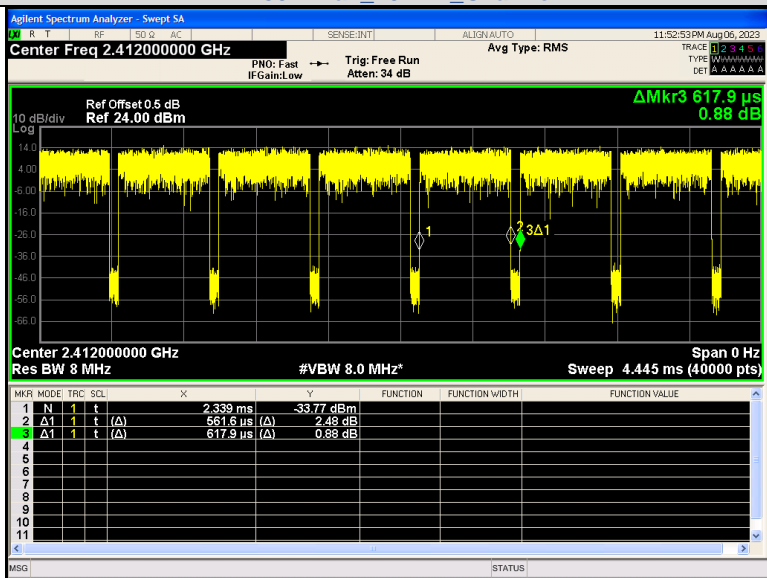 Agilent Spectrum Analyzer - Swept SA
LXI R T RF 50 Ω AC SENSE:INT ALIGN AUTO 11:52:53 PM Aug 06, 2023
Center Freq 2.412000000 GHz Avg Type: RMS TRACE 1 2 3 4 5 6
PNO: Fast Trig: Free Run TYPE W
IFGain:Low Atten: 34 dB DET A A A A A A
ΔMkr3 617.9 µs
0.88 dB
Ref Offset 0.5 dB
10 dB/div Ref 24.00 dBm
Log
14.0
4.00
-6.00
-16.0
-26.0
1 2 3Δ1
-36.0
-46.0
-56.0
-66.0
Center 2.412000000 GHz Span 0 Hz
Res BW 8 MHz #VBW 8.0 MHz* Sweep 4.445 ms (40000 pts)
MKR MODE TRC SCL X Y FUNCTION FUNCTION WIDTH FUNCTION VALUE
1 N 1 t 2.339 ms -33.77 dBm
2 Δ1 1 t (Δ) 561.6 µs (Δ) 2.48 dB
3 Δ1 1 t (Δ) 617.9 µs (Δ) 0.88 dB
4
5
6
7
8
9
10
11
MSG STATUS